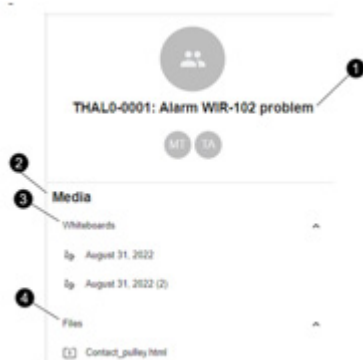 1
THAL0-0001: Alarm WIR-102 problem
MT TA
2
Media
3
Whiteboards
August 31, 2022
August 31, 2022 (2)
4
Files
Contact_pulley.html